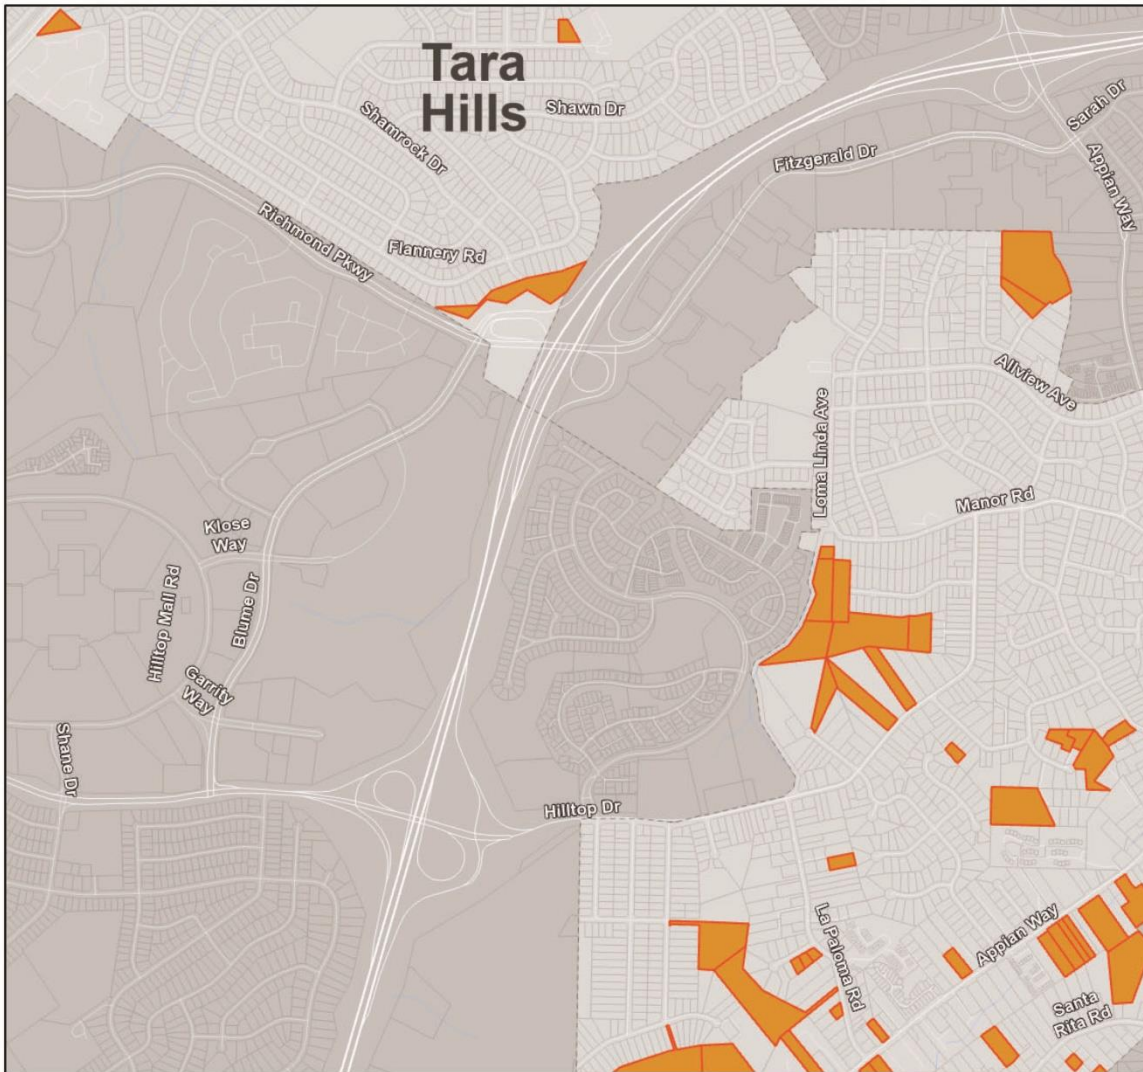 Tara
Hills
Shawn Dr
Shamrock Dr
Sarah Dr
Fitzgerald Dr
Appian Way
Richmond Pkwy
Flannery Rd
Allview Ave
Loma Linda Ave
Manor Rd
Klose
Way
Hilltop Mall Rd
Blume Dr
Garrity
Way
Shane Dr
Hilltop Dr
La Paloma Rd
Appian Way
Santa
Rita Rd